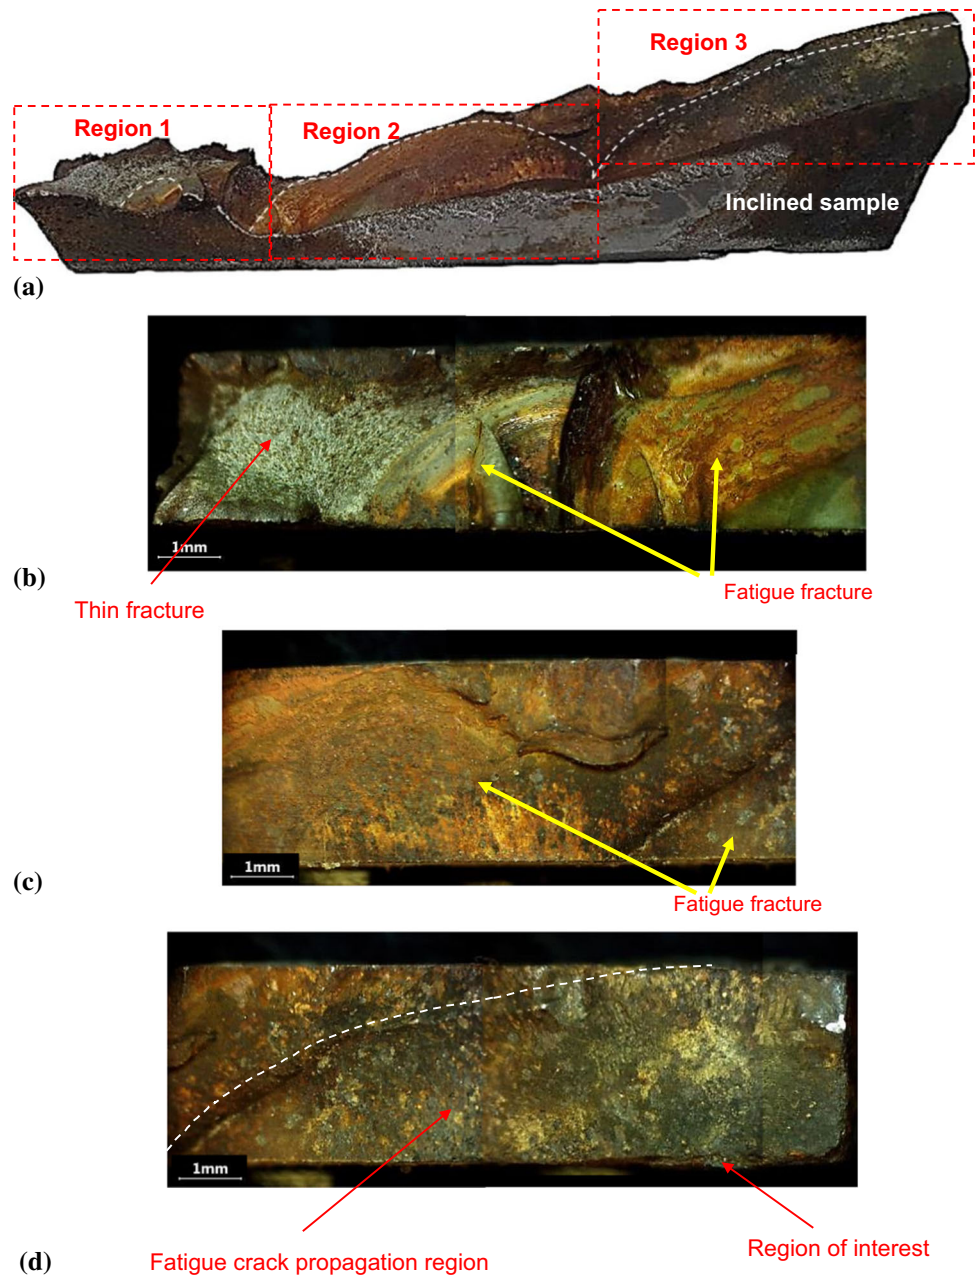 Region 3
Region 1
Region 2
Inclined sample
(a)
1mm
(b)
Thin fracture
Fatigue fracture
1mm
(c)
Fatigue fracture
1mm
(d)
Fatigue crack propagation region
Region of interest